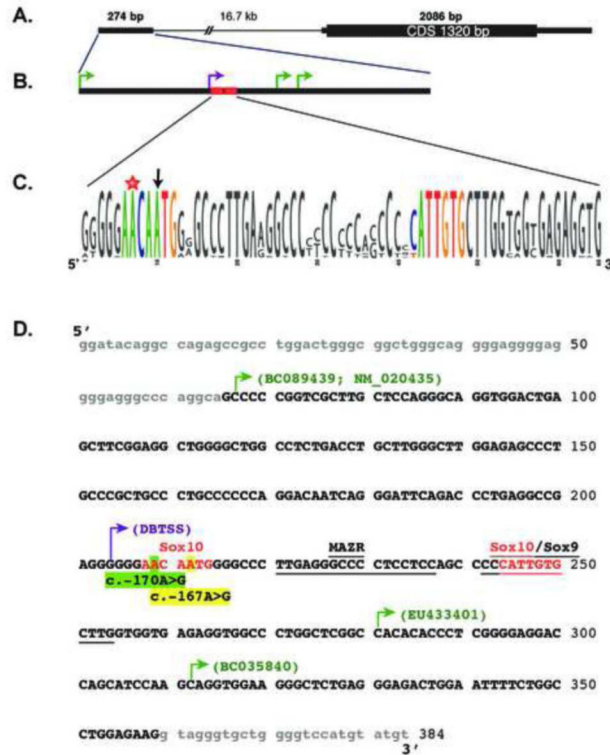 A.
274 bp 16.7 kb 2086 bp
CDS 1320 bp
B.
C.
5' 3'
D.
5’
ggatacaggc cagagccgcc tggactgggc cggctgggcag gggaggggag 50
(BC089439; NM_020435)
gggagggccc aggcaGCCCC CGGTCGCTTG CTCCAGGGCA GGTGGACTGA 100
GCTTCGGAGG CTGGGGCTGG CCTCTGACCT GCTTGGGCTT GGAGAGCCCT 150
GCCCGCTGCC CTGCCCCCCA GGACAATCAG GGATTCAGAC CCTGAGGCCG 200
(DBTSS)
Sox10 MAZR Sox10/Sox9
AGGGGGGAAC AATGGGGCCC TTGAGGGCCC CTCCTCCAGC CCCCATTGTG 250
c.-170A>G
c.-167A>G
(EU433401)
CTTGGTGGTG AGAGGTGGCC CTGGCTCGGC CACACACCCT CGGGGAGGAC 300
(BC035840)
CAGCATCCAA GCAGGTGGAA GGGCTCTGAG GGAGACTGGA ATTTTCTGGC 350
CTGGAGAAGg gtagggtgctg gggtccatgt atgt 384
3’